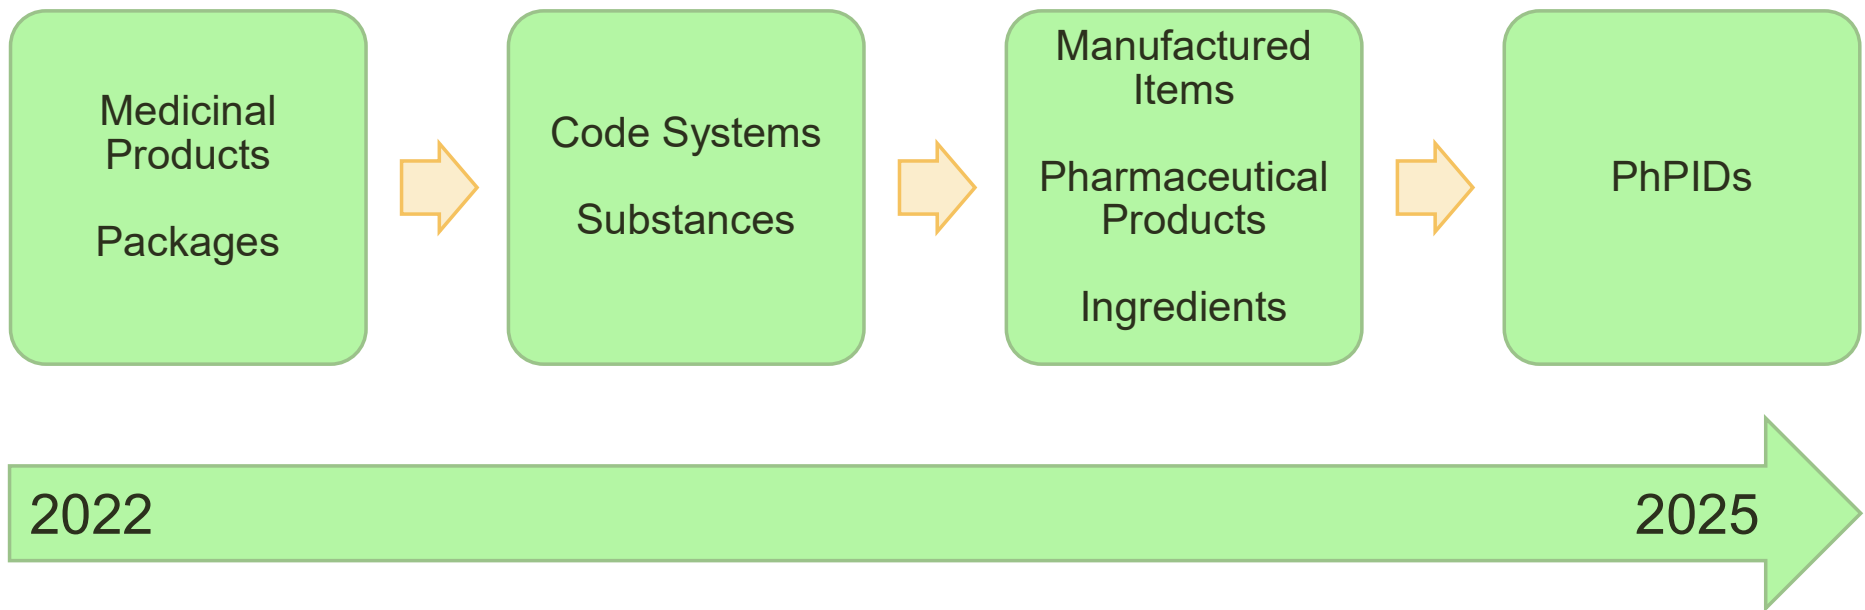 Medicinal
Products
Packages
Code Systems
Substances
Manufactured
Items
Pharmaceutical
Products
Ingredients
PhPIDs
2022
2025